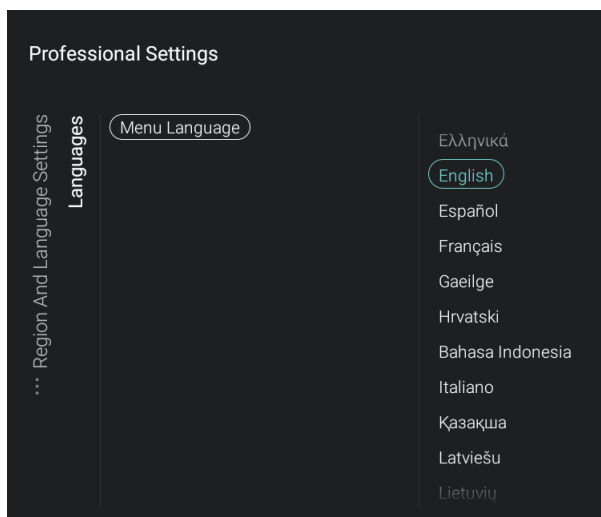 Professional Settings
... Region And Language Settings
Languages
Menu Language
Ελληνικά
English
Español
Français
Gaeilge
Hrvatski
Bahasa Indonesia
Italiano
Қазақша
Latviešu
Lietuvių